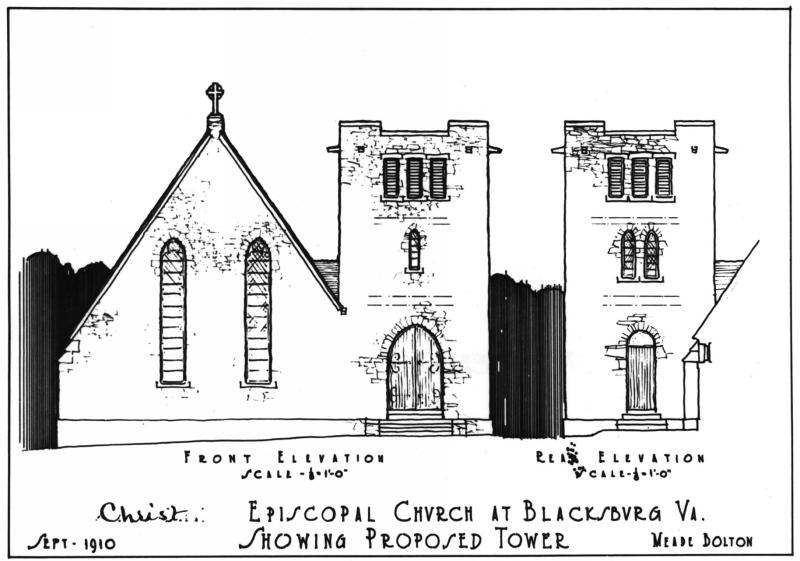 FRONT ELEVATION
SCALE - ⅛"=1'-0"
REAR ELEVATION
SCALE - ⅛"=1'-0"
Christ
EPISCOPAL CHVRCH AT BLACKSBVRG VA.
SHOWING PROPOSED TOWER
SEPT - 1910
MEADE BOLTON